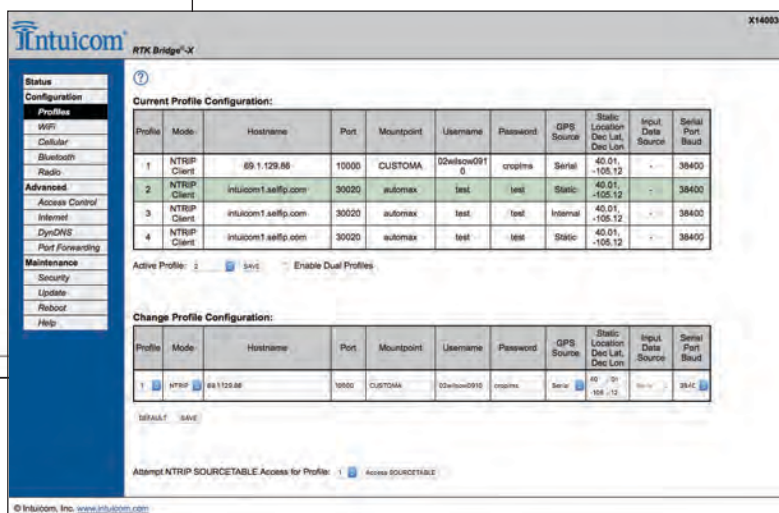 X14003
Intuicom®
RTK Bridge®-X
Status
Configuration
Profiles
WiFi
Cellular
Bluetooth
Radio
Advanced
Access Control
Internet
DynDNS
Port Forwarding
Maintenance
Security
Update
Reboot
Help
?
Current Profile Configuration:
Profile Mode Hostname Port Mountpoint Username Password GPS Source Static Location Dec Lat, Dec Lon Input Data Source Serial Port Baud
1 NTRIP Client 69.1.129.86 10000 CUSTOMA 02wilsow0910 croplms Serial 40.01, -105.12 - 38400
2 NTRIP Client intuicom1.selfip.com 30020 automax test test Static 40.01, -105.12 - 38400
3 NTRIP Client intuicom1.selfip.com 30020 automax test test Internal 40.01, -105.12 - 38400
4 NTRIP Client intuicom1.selfip.com 30020 automax test test Static 40.01, -105.12 - 38400
Active Profile: 2 SAVE Enable Dual Profiles
Change Profile Configuration:
Profile Mode Hostname Port Mountpoint Username Password GPS Source Static Location Dec Lat, Dec Lon Input Data Source Serial Port Baud
1 NTRIP 69.1.129.86 10000 CUSTOMA 02wilsow0910 croplms Serial 40 . 01 -105 . 12 384C
DEFAULT SAVE
Attempt NTRIP SOURCETABLE Access for Profile: 1 Access SOURCETABLE
© Intuicom, Inc. www.intuicom.com